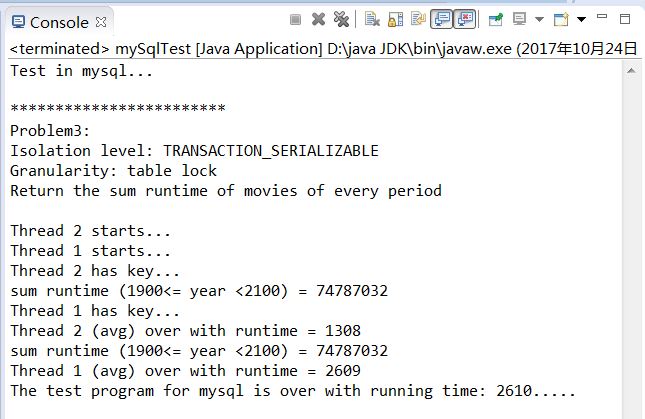 Console
<terminated> mySqlTest [Java Application] D:\java JDK\bin\javaw.exe (2017年10月24日
Test in mysql...
************************
Problem3:
Isolation level: TRANSACTION_SERIALIZABLE
Granularity: table lock
Return the sum runtime of movies of every period
Thread 2 starts...
Thread 1 starts...
Thread 2 has key...
sum runtime (1900<= year <2100) = 74787032
Thread 1 has key...
Thread 2 (avg) over with runtime = 1308
sum runtime (1900<= year <2100) = 74787032
Thread 1 (avg) over with runtime = 2609
The test program for mysql is over with running time: 2610.....